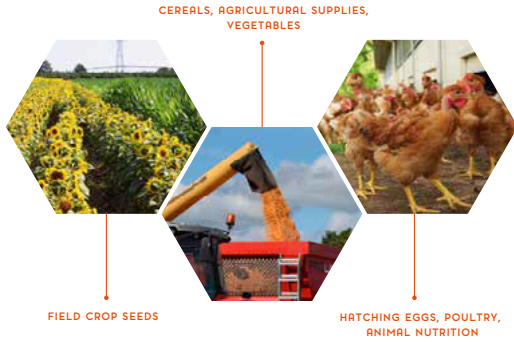 CEREALS, AGRICULTURAL SUPPLIES,
VEGETABLES
FIELD CROP SEEDS
HATCHING EGGS, POULTRY,
ANIMAL NUTRITION